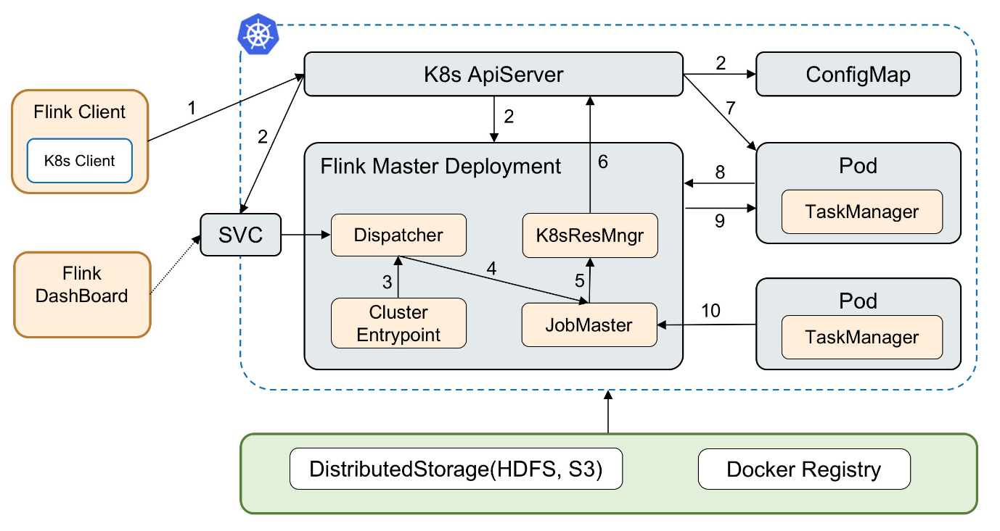 K8s ApiServer
2
ConfigMap
1
Flink Client
K8s Client
2
2
7
Flink Master Deployment
6
8
9
Pod
TaskManager
SVC
Dispatcher
K8sResMngr
3
4
5
Flink
DashBoard
Cluster
Entrypoint
JobMaster
10
Pod
TaskManager
DistributedStorage(HDFS, S3)
Docker Registry